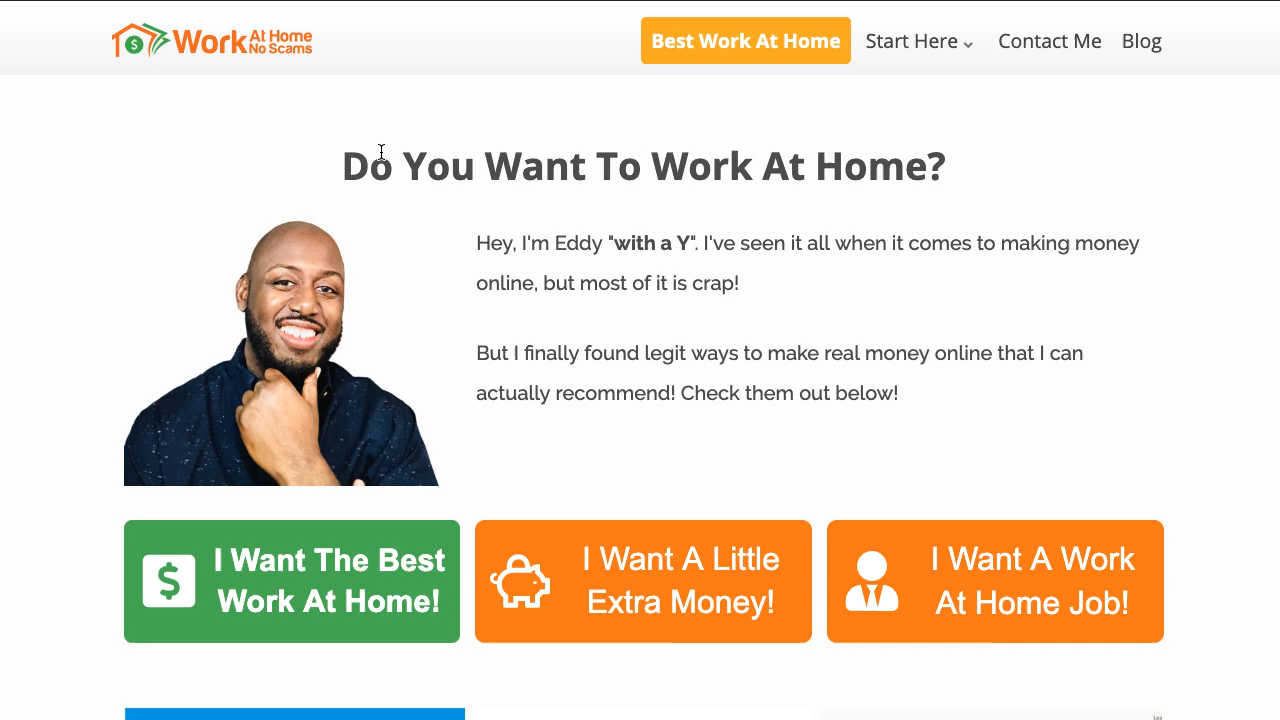 Work At Home No Scams
Best Work At Home
Start Here
Contact Me
Blog
Do You Want To Work At Home?
Hey, I'm Eddy "with a Y". I've seen it all when it comes to making money
online, but most of it is crap!
But I finally found legit ways to make real money online that I can
actually recommend! Check them out below!
I Want The Best
Work At Home!
I Want A Little
Extra Money!
I Want A Work
At Home Job!